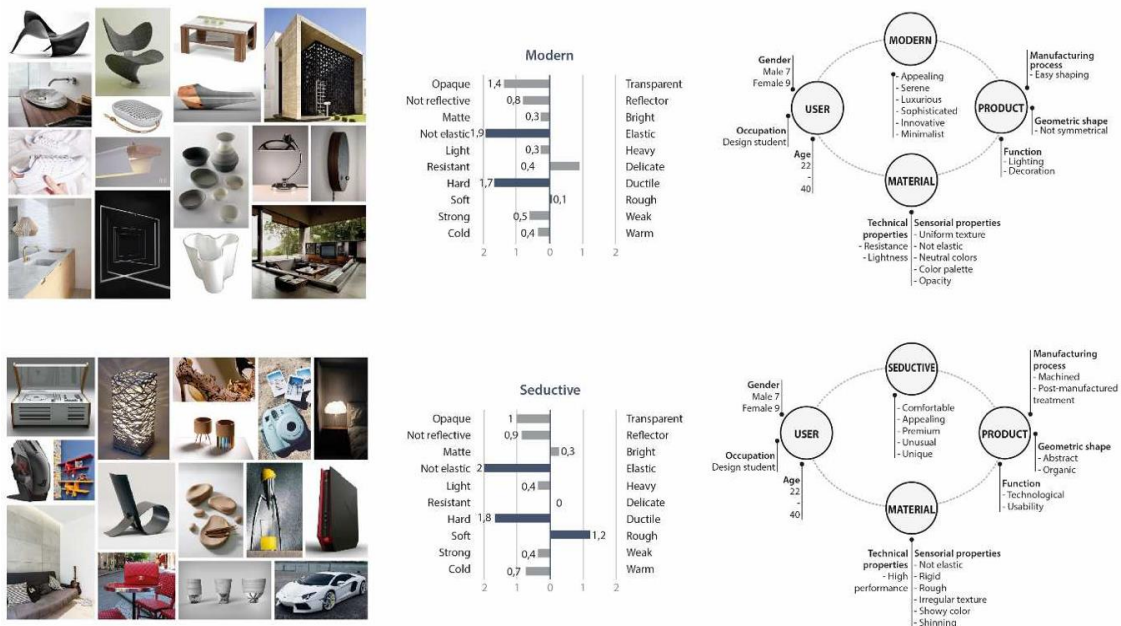 Modern
Opaque 1,4 Transparent
Not reflective 0,8 Reflector
Matte 0,3 Bright
Not elastic 1,9 Elastic
Light 0,3 Heavy
Resistant 0,4 Delicate
Hard 1,7 Ductile
Soft 0,1 Rough
Strong 0,5 Weak
Cold 0,4 Warm
2 1 0 1 2
MODERN
Gender
Male 7
Female 9
USER
Occupation
Design student
Age
22
-
40
- Appealing
- Serene
- Luxurious
- Sophisticated
- Innovative
- Minimalist
PRODUCT
Manufacturing
process
- Easy shaping
Geometric shape
- Not symmetrical
Function
- Lighting
- Decoration
MATERIAL
Technical
properties
- Resistance
- Lightness
Sensorial properties
- Uniform texture
- Not elastic
- Neutral colors
- Color palette
- Opacity
Seductive
Opaque 1 Transparent
Not reflective 0,9 Reflector
Matte 0,3 Bright
Not elastic 2 Elastic
Light 0,4 Heavy
Resistant 0 Delicate
Hard 1,8 Ductile
Soft 1,2 Rough
Strong 0,4 Weak
Cold 0,7 Warm
2 1 0 1 2
SEDUCTIVE
Gender
Male 7
Female 9
USER
Occupation
Design student
Age
22
-
40
- Comfortable
- Appealing
- Premium
- Unusual
- Unique
PRODUCT
Manufacturing
process
- Machined
- Post-manufactured
treatment
Geometric shape
- Abstract
- Organic
Function
- Technological
- Usability
MATERIAL
Technical
properties
- High
performance
Sensorial properties
- Not elastic
- Rigid
- Rough
- Irregular texture
- Showy color
- Shinning